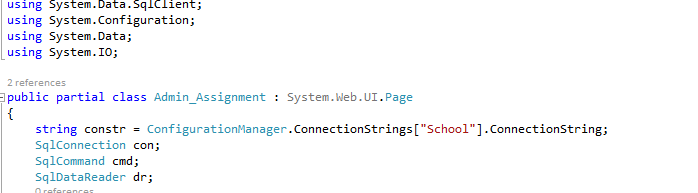 using System.Data.SqlClient;
using System.Configuration;
using System.Data;
using System.IO;
2 references
public partial class Admin_Assignment : System.Web.UI.Page
{
string constr = ConfigurationManager.ConnectionStrings["School"].ConnectionString;
SqlConnection con;
SqlCommand cmd;
SqlDataReader dr;
0 references